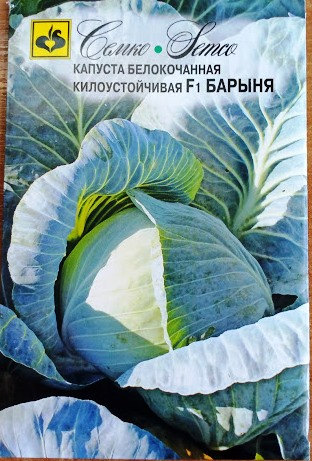 Семко • Semco
КАПУСТА БЕЛОКОЧАННАЯ
КИЛОУСТОЙЧИВАЯ F1 БАРЫНЯ